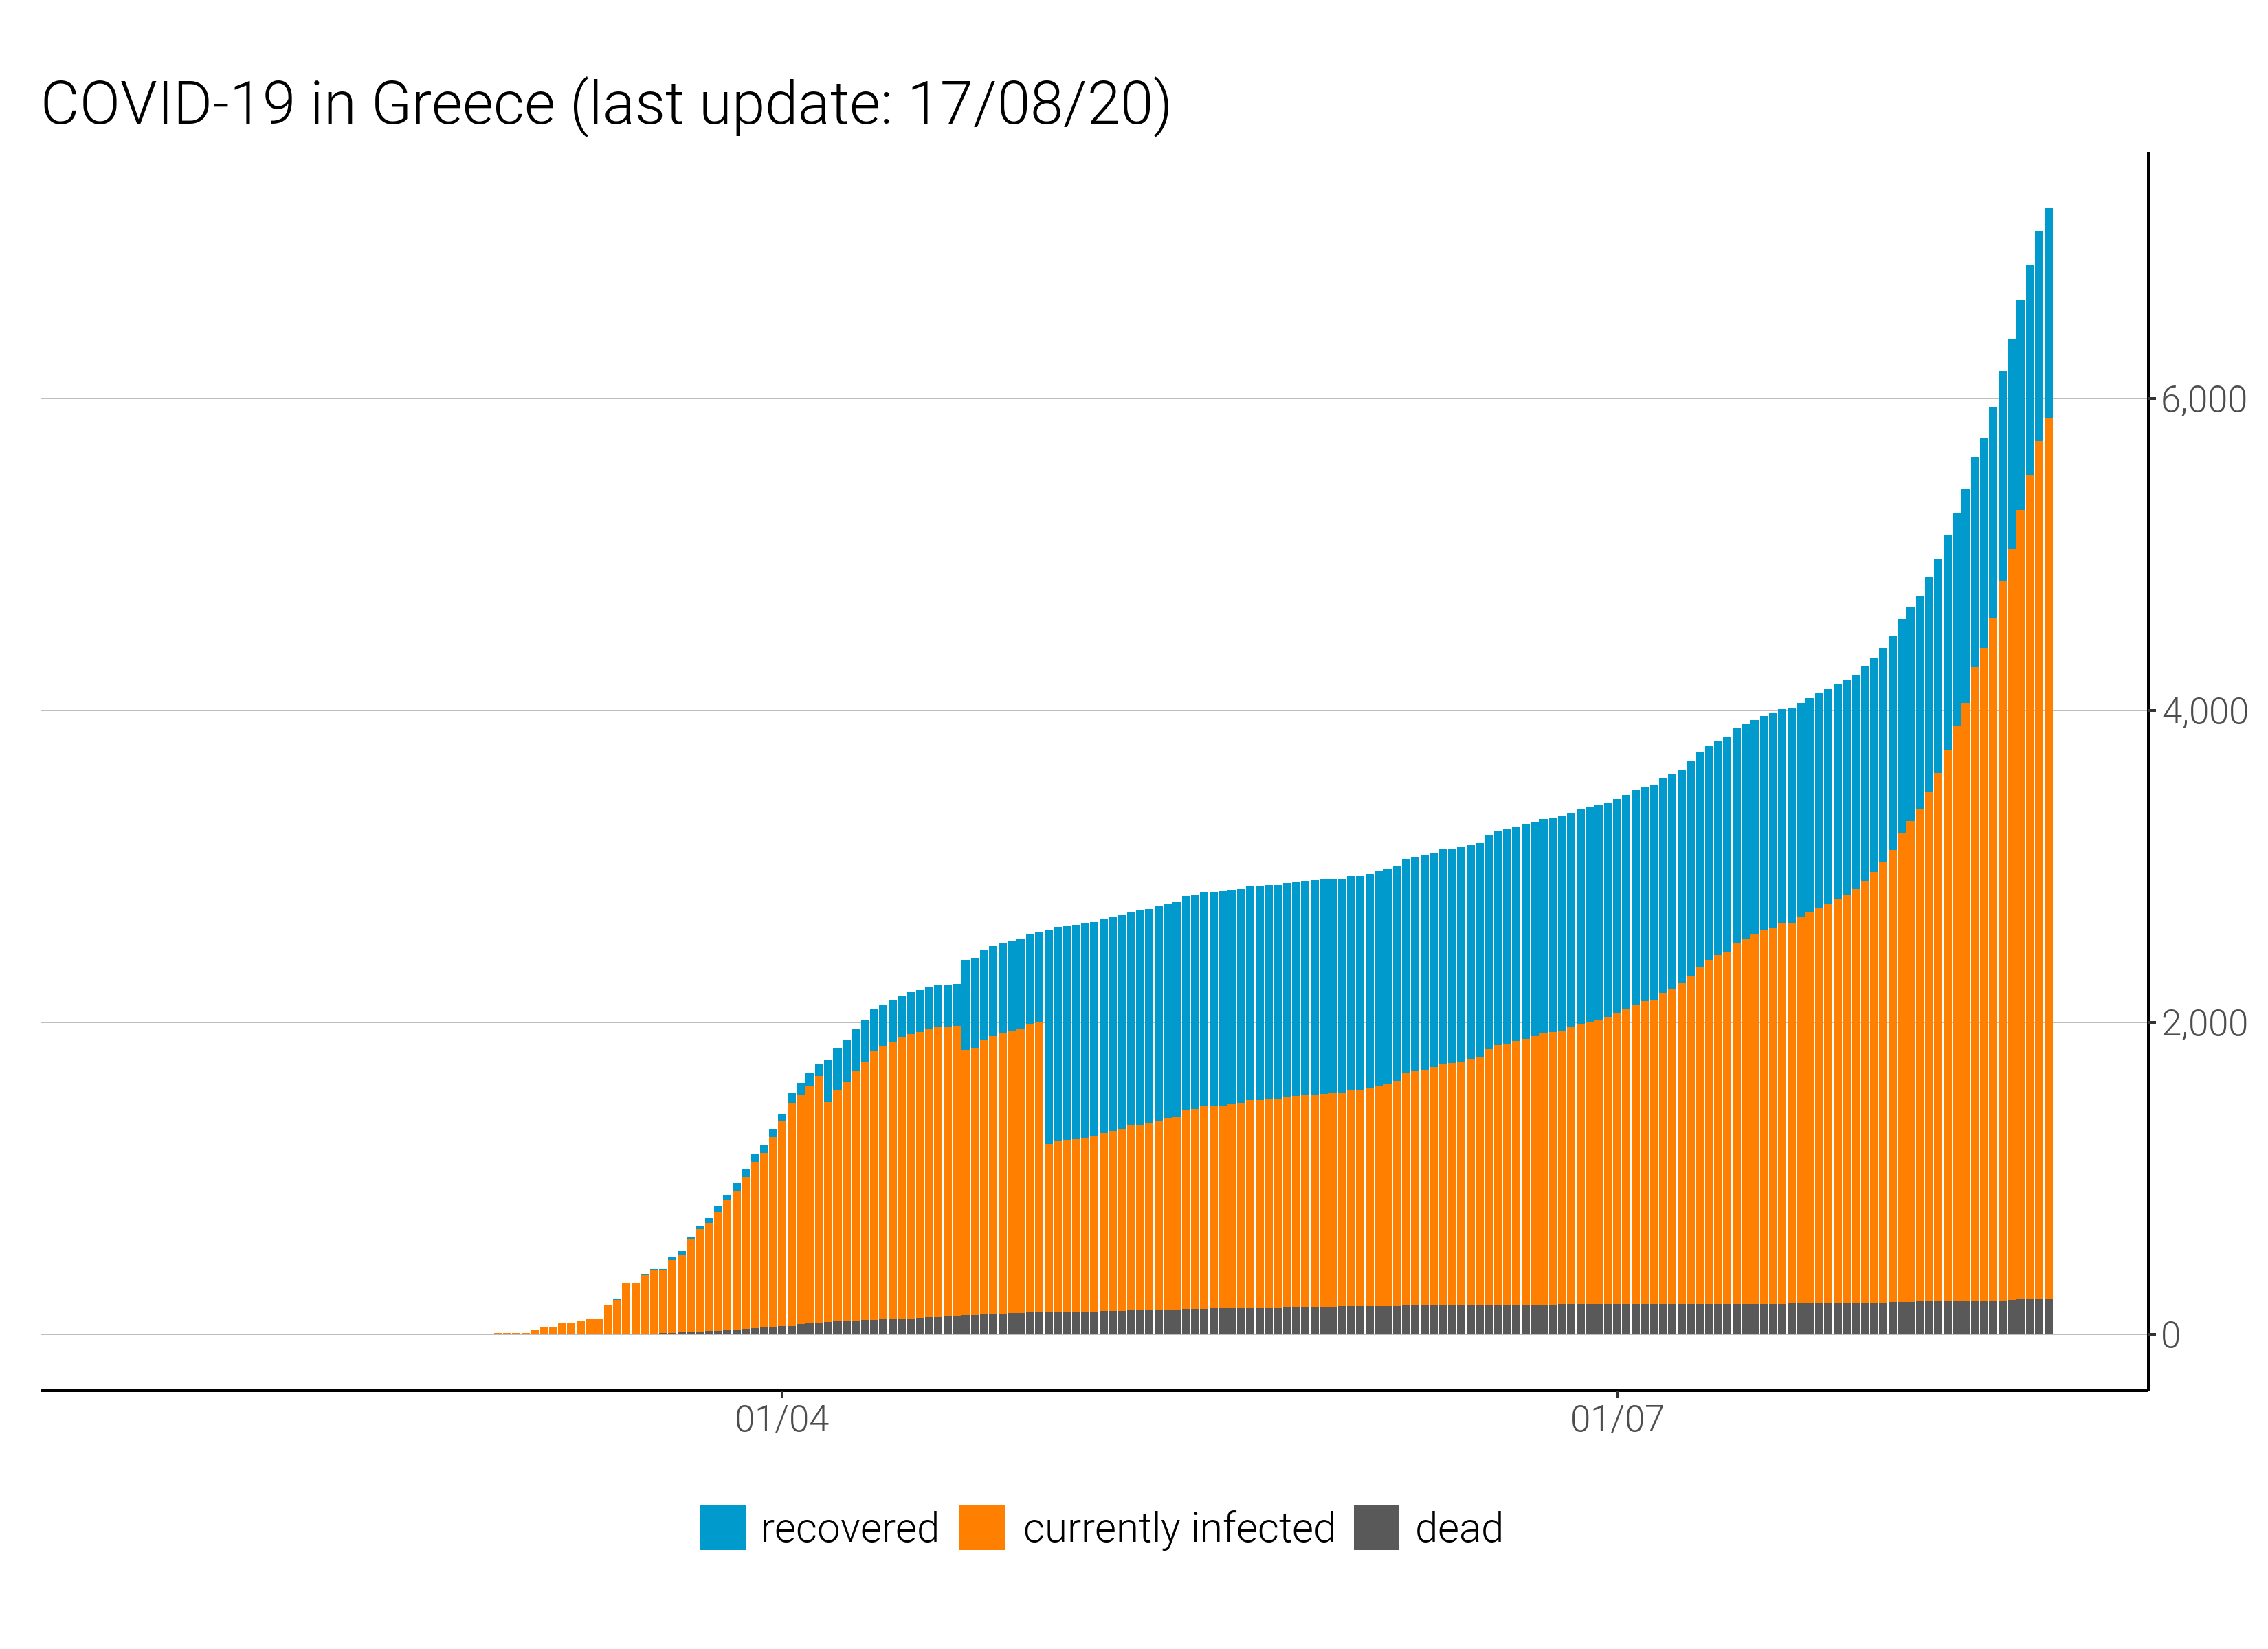 COVID-19 in Greece (last update: 17/08/20)
6,000
4,000
2,000
0
01/04 01/07
recovered currently infected dead